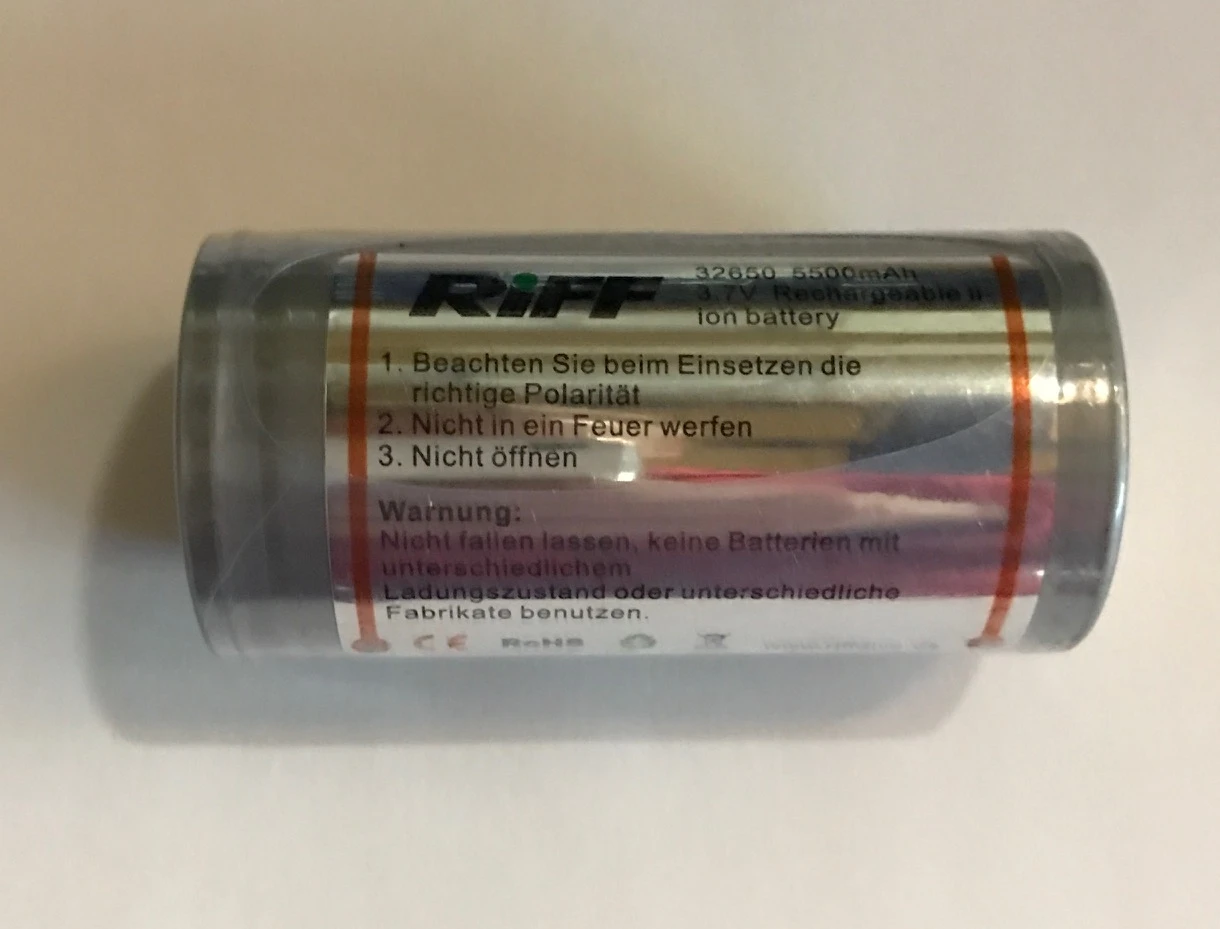 RiFF
32650 5500mAh
3.7V Rechargeable li
ion battery
1. Beachten Sie beim Einsetzen die
richtige Polarität
2. Nicht in ein Feuer werfen
3. Nicht öffnen
Warnung:
Nicht fallen lassen, keine Batterien mit
unterschiedlichem
Ladungszustand oder unterschiedliche
Fabrikate benutzen.
CE RoHS